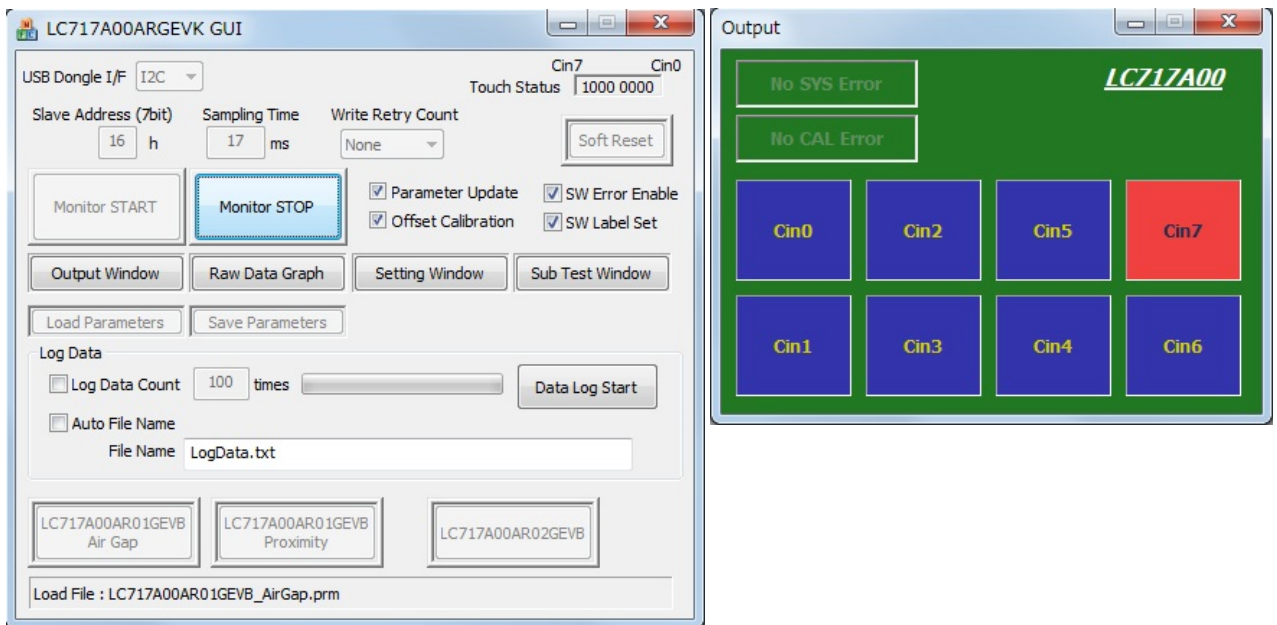 LC717A00ARGEVK GUI
USB Dongle I/F I2C
Cin7 Cin0
Touch Status 1000 0000
Slave Address (7bit) Sampling Time Write Retry Count
16 h 17 ms None Soft Reset
Monitor START Monitor STOP
Parameter Update SW Error Enable
Offset Calibration SW Label Set
Output Window Raw Data Graph Setting Window Sub Test Window
Load Parameters Save Parameters
Log Data
Log Data Count 100 times Data Log Start
Auto File Name
File Name LogData.txt
LC717A00AR01GEVB
Air Gap
LC717A00AR01GEVB
Proximity
LC717A00AR02GEVB
Load File : LC717A00AR01GEVB_AirGap.prm
Output
No SYS Error LC717A00
No CAL Error
Cin0 Cin2 Cin5 Cin7
Cin1 Cin3 Cin4 Cin6